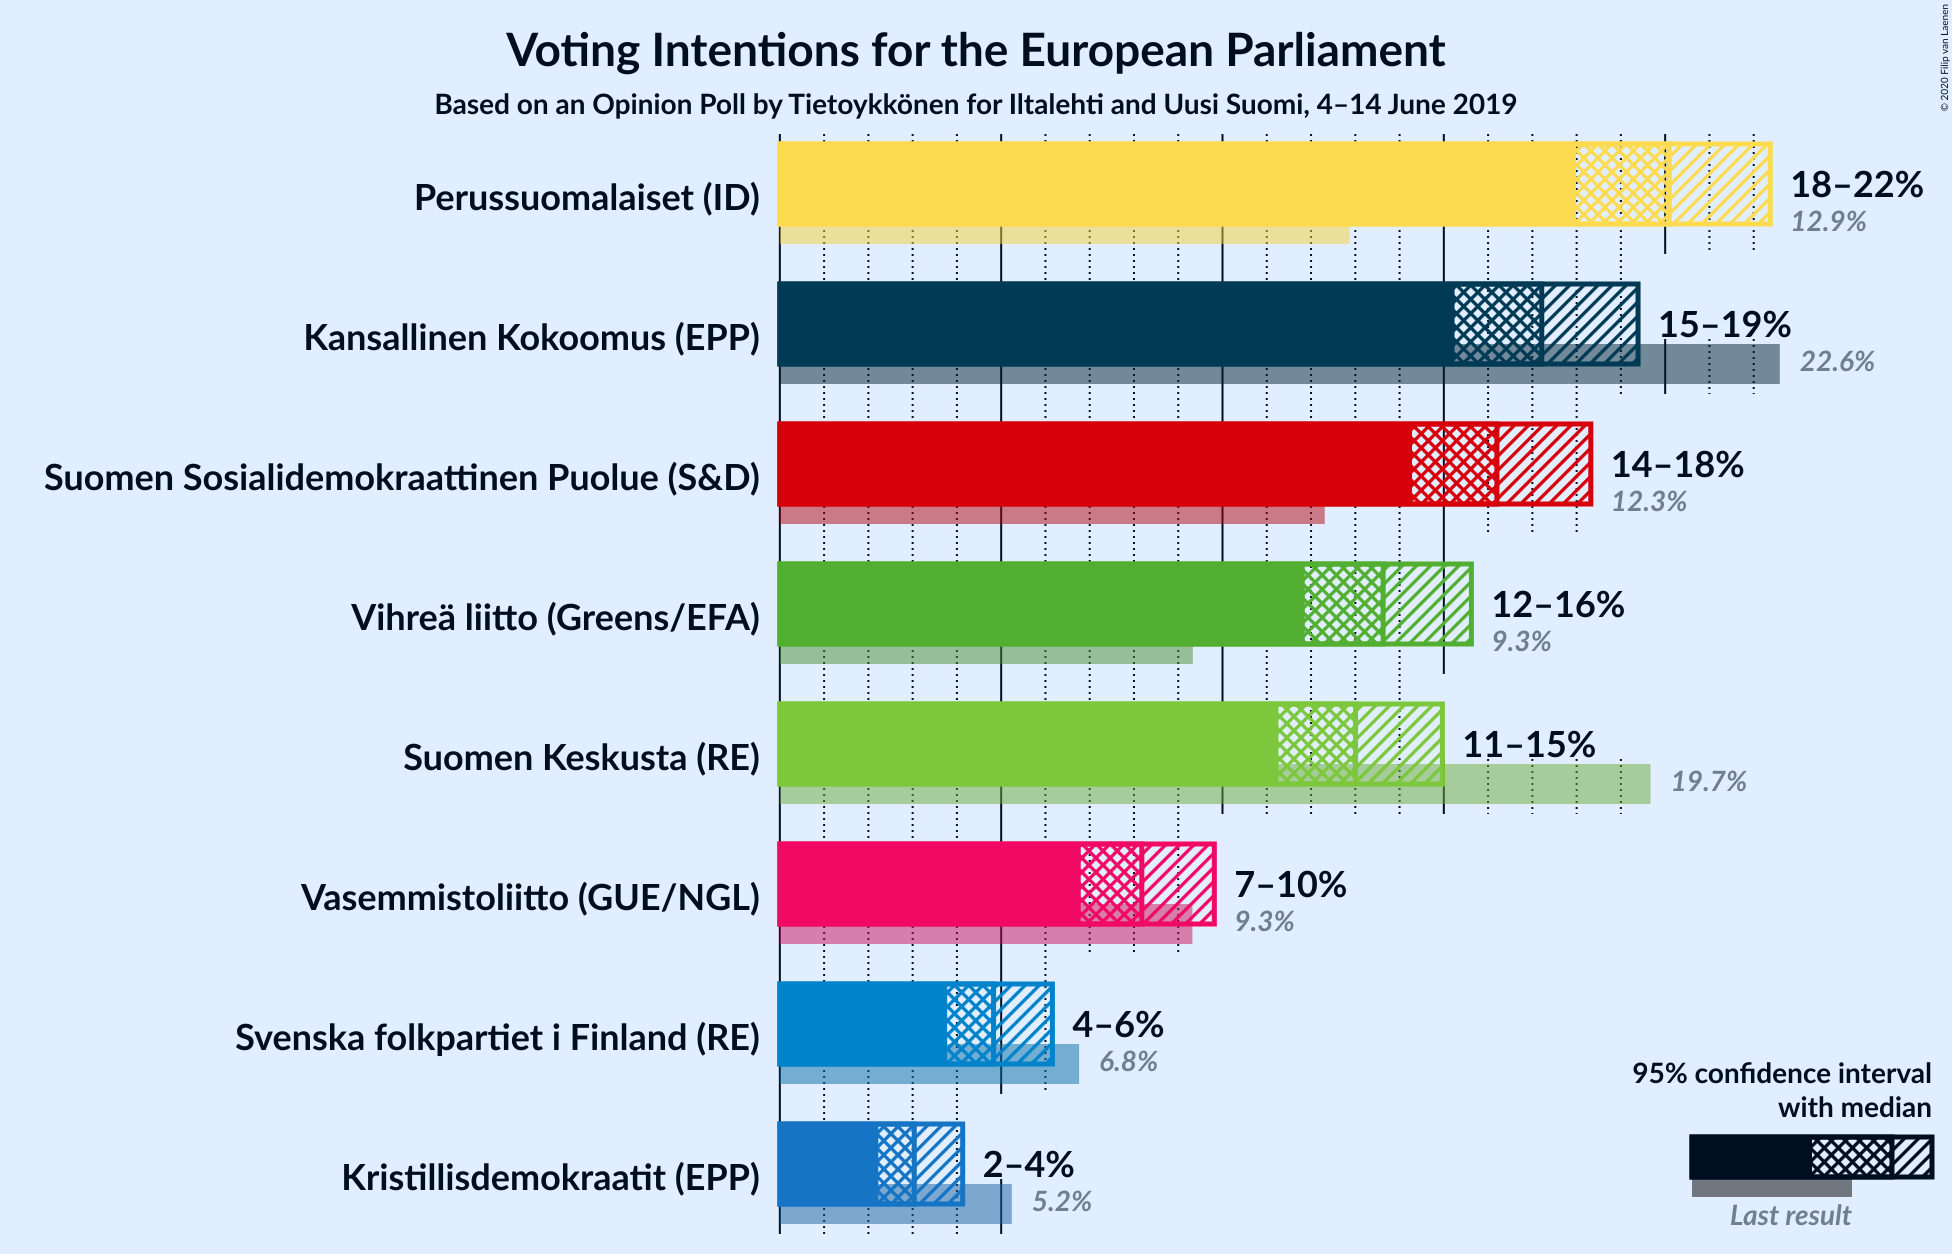 Voting Intentions for the European Parliament
Based on an Opinion Poll by Tietoykkönen for Iltalehti and Uusi Suomi, 4–14 June 2019
© 2020 Filip van Laenen
Perussuomalaiset (ID)
18–22%
12.9%
Kansallinen Kokoomus (EPP)
15–19%
22.6%
Suomen Sosialidemokraattinen Puolue (S&D)
14–18%
12.3%
Vihreä liitto (Greens/EFA)
12–16%
9.3%
Suomen Keskusta (RE)
11–15%
19.7%
Vasemmistoliitto (GUE/NGL)
7–10%
9.3%
Svenska folkpartiet i Finland (RE)
4–6%
6.8%
Kristillisdemokraatit (EPP)
2–4%
5.2%
95% confidence interval
with median
Last result